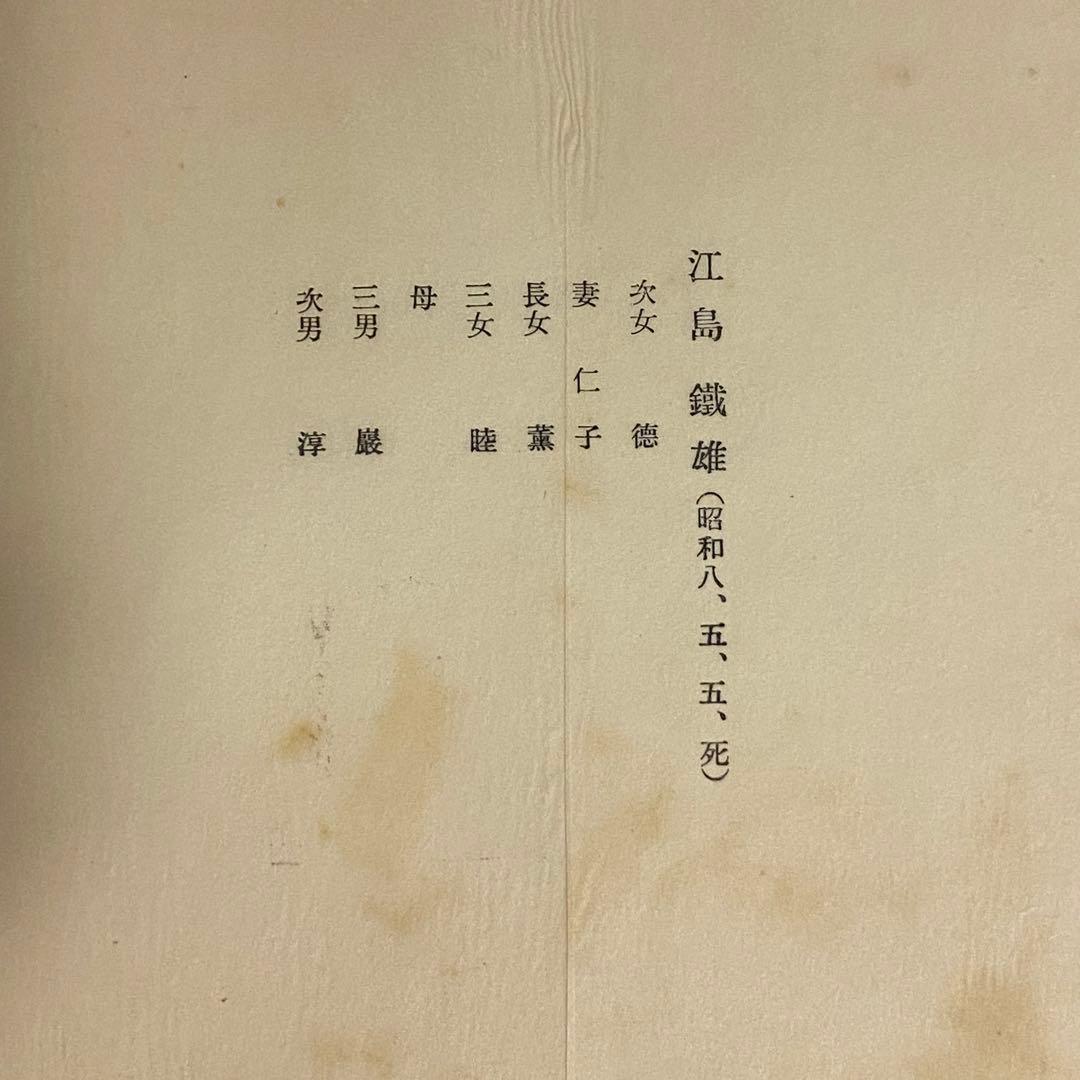 江島鐵雄(昭和八、五、五、死)
次女 德
妻 仁子
長女 薫
三女 睦
母
三男 巖
次男 淳